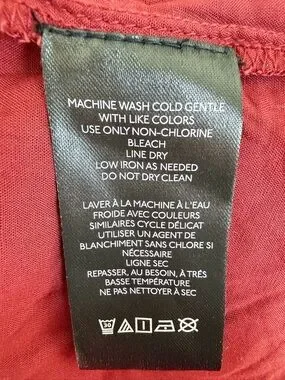 MACHINE WASH COLD GENTLE
WITH LIKE COLORS
USE ONLY NON-CHLORINE
BLEACH
LINE DRY
LOW IRON AS NEEDED
DO NOT DRY CLEAN
LAVER À LA MACHINE À L'EAU
FROIDE AVEC COULEURS
SIMILAIRES CYCLE DÉLICAT
UTILISER UN AGENT DE
BLANCHIMENT SANS CHLORE SI
NÉCESSAIRE
LIGNE SEC
REPASSER, AU BESOIN, À TRÈS
BASSE TEMPÉRATURE
NE PAS NETTOYER À SEC
30